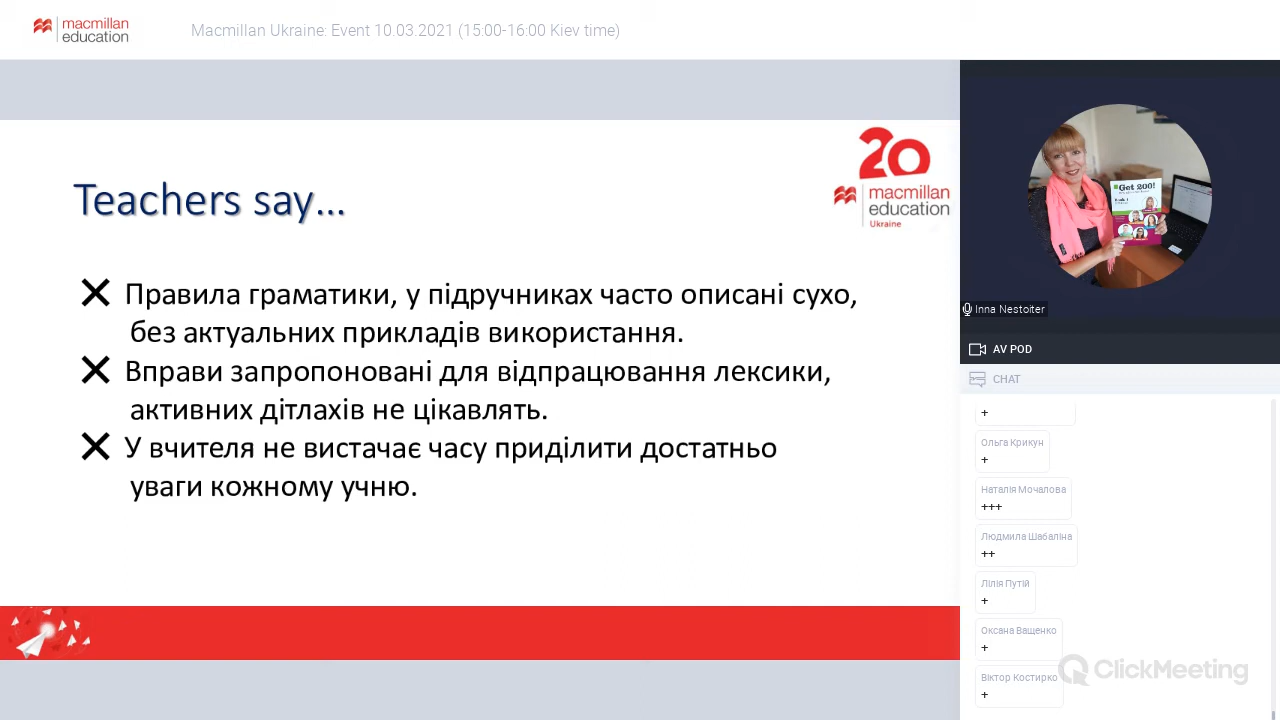 macmillan
education
Macmillan Ukraine: Event 10.03.2021 (15:00-16:00 Kiev time)
20
macmillan
education
Ukraine
Teachers say...
Правила граматики, у підручниках часто описані сухо,
без актуальних прикладів використання.
Вправи запропоновані для відпрацювання лексики,
активних дітлахів не цікавлять.
У вчителя не вистачає часу приділити достатньо
уваги кожному учню.
Get 200!
Inna Nestoiter
AV POD
CHAT
+
Ольга Крикун
+
Наталія Мочалова
+++
Людмила Шабаліна
++
Лілія Путій
+
Оксана Ващенко
+
Віктор Костирко
+
ClickMeeting